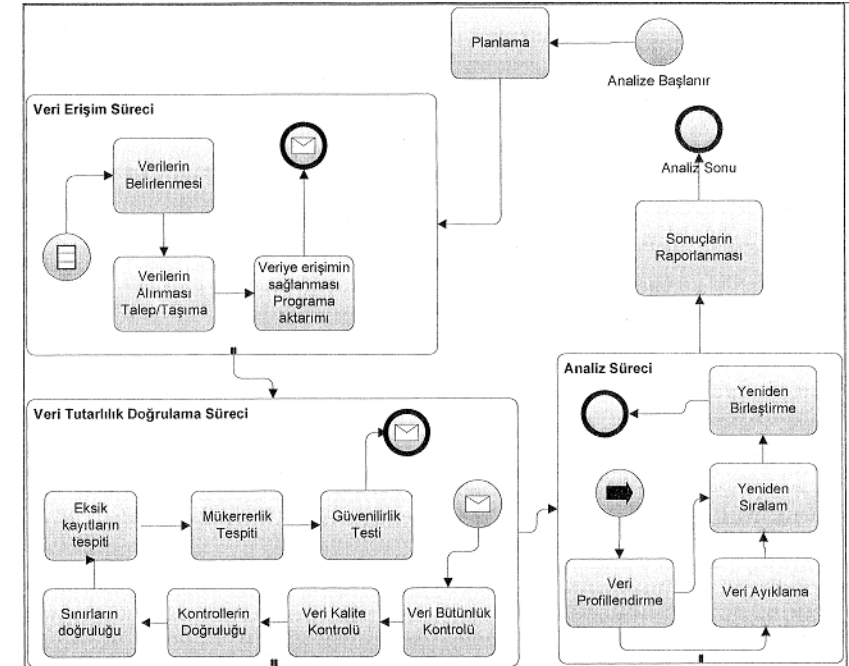 Planlama
Analize Başlanır
Veri Erişim Süreci
Verilerin
Belirlenmesi
Verilerin
Alınması
Talep/Taşıma
Veriye erişimin
sağlanması
Programa
aktarımı
Analiz Sonu
Sonuçların
Raporlanması
Veri Tutarlılık Doğrulama Süreci
Eksik
kayıtların
tespiti
Mükerrerlik
Tespiti
Güvenilirlik
Testi
Sınırların
doğruluğu
Kontrollerin
Doğruluğu
Veri Kalite
Kontrolü
Veri Bütünlük
Kontrolü
Analiz Süreci
Yeniden
Birleştirme
Yeniden
Sıralam
Veri
Profillendirme
Veri Ayıklama